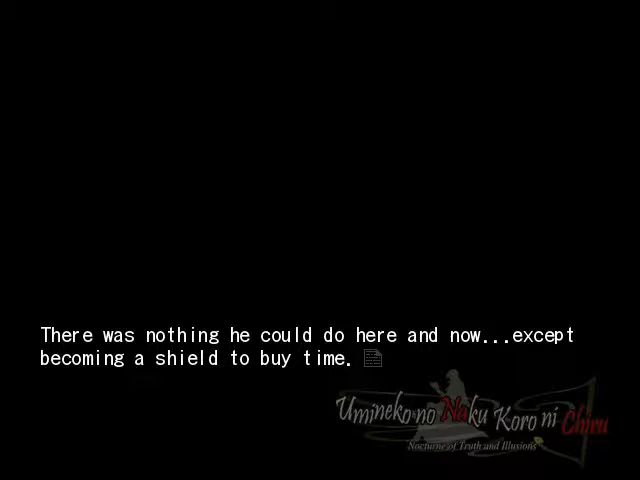 There was nothing he could do here and now...except
becoming a shield to buy time.
Umineko no Naku Koro ni Chiru
Nocturne of Truth and Illusions